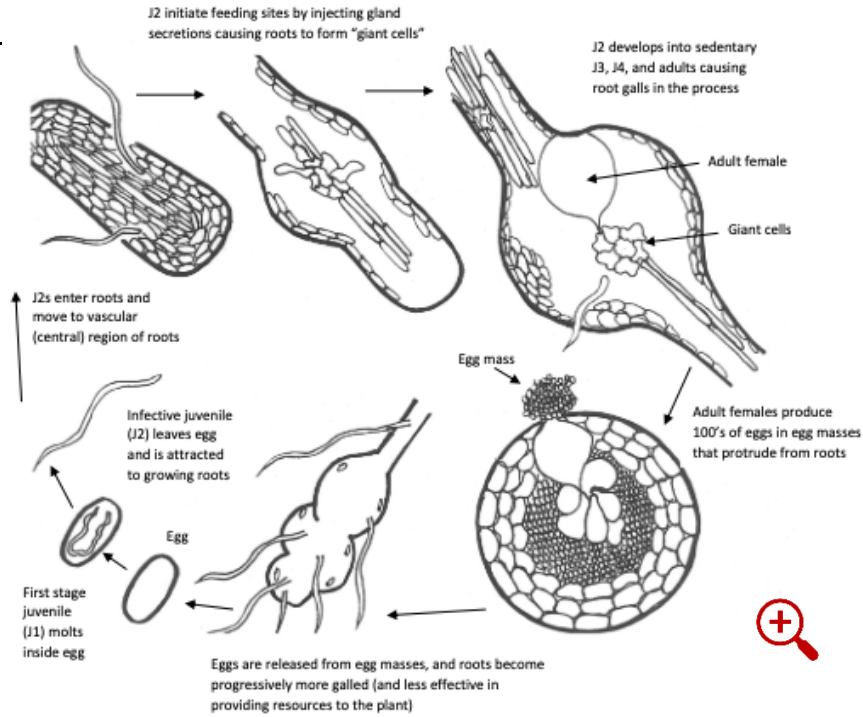 J2 initiate feeding sites by injecting gland
secretions causing roots to form “giant cells”
J2 develops into sedentary
J3, J4, and adults causing
root galls in the process
Adult female
Giant cells
J2s enter roots and
move to vascular
(central) region of roots
Egg mass
Infective juvenile
(J2) leaves egg
and is attracted
to growing roots
Adult females produce
100's of eggs in egg masses
that protrude from roots
Egg
First stage
juvenile
(J1) molts
inside egg
Eggs are released from egg masses, and roots become
progressively more galled (and less effective in
providing resources to the plant)